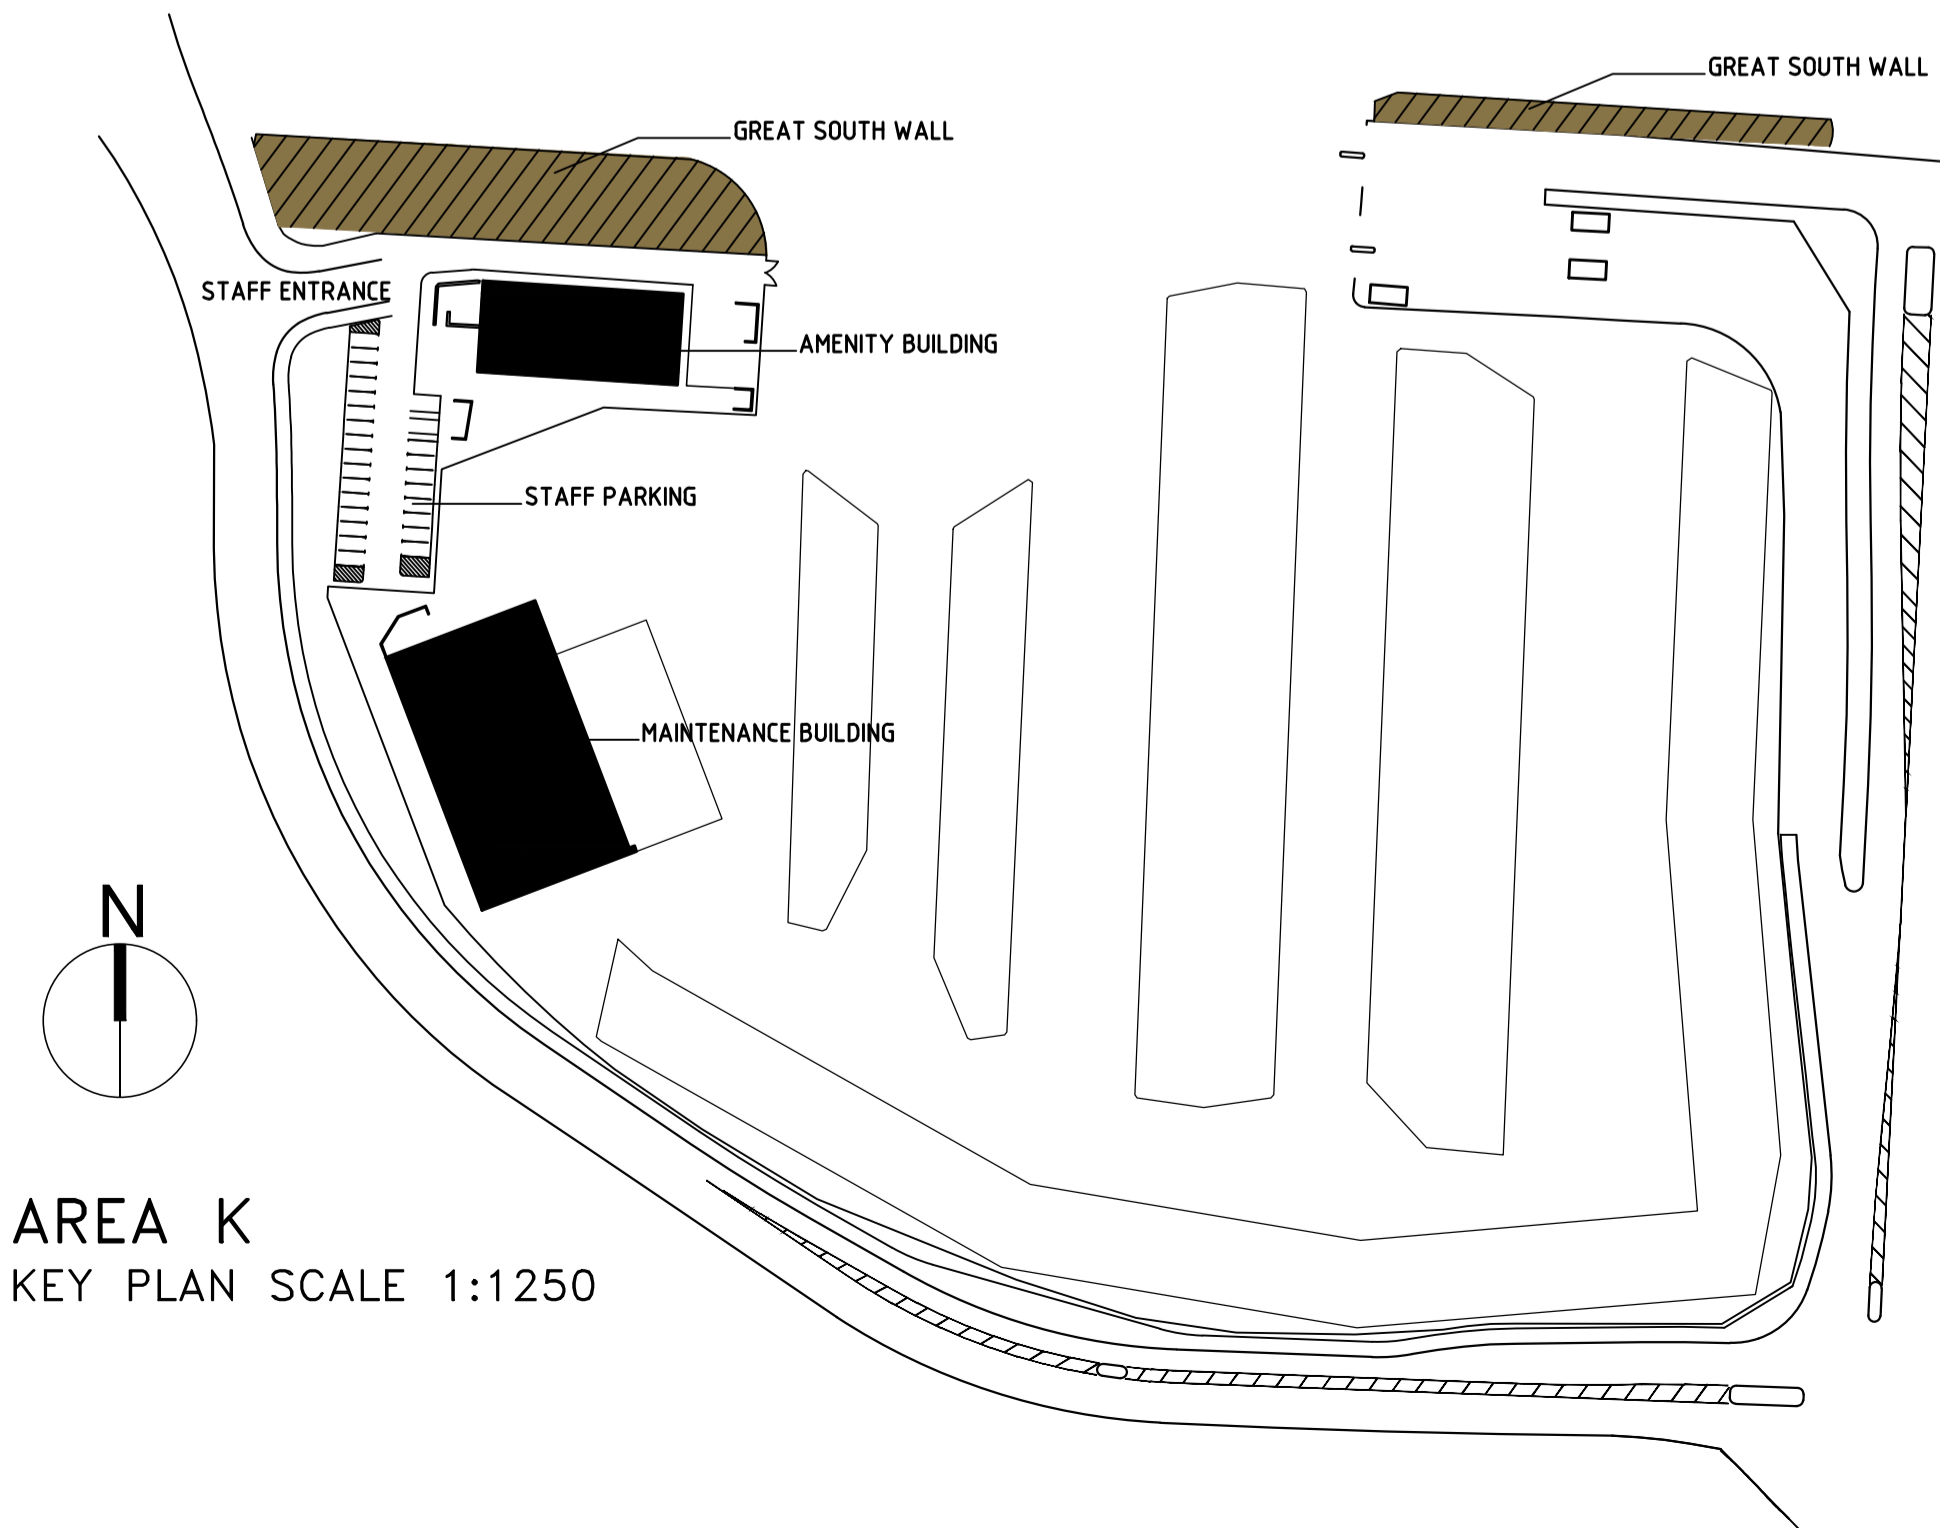 GREAT SOUTH WALL
GREAT SOUTH WALL
STAFF ENTRANCE
AMENITY BUILDING
STAFF PARKING
MAINTENANCE BUILDING
N
AREA K
KEY PLAN SCALE 1:1250